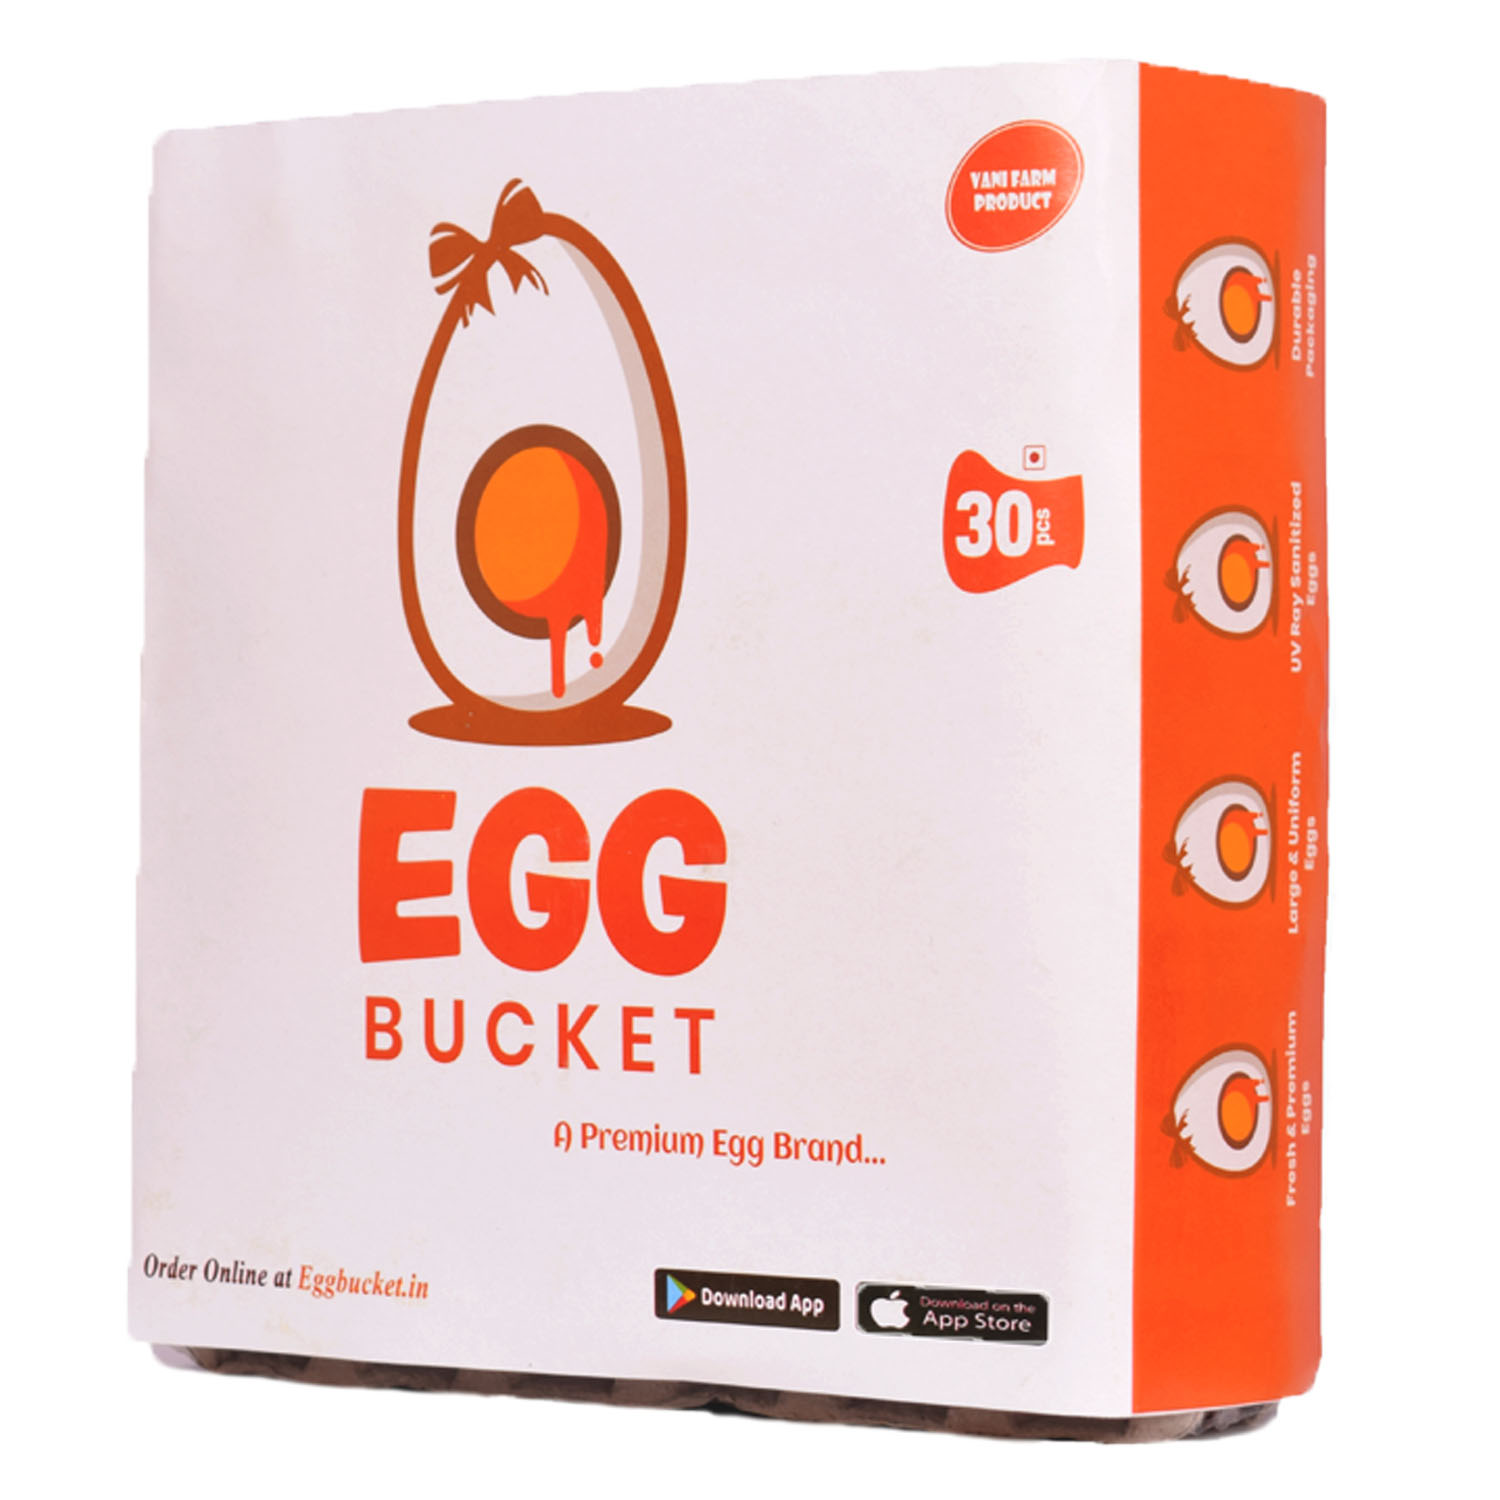 VANI FARM
PRODUCT
30 pcs
EGG
BUCKET
A Premium Egg Brand...
Order Online at Eggbucket.in
Download App
Download on the
App Store
Durable
Packaging
UV Ray Sanitized
Eggs
Large & Uniform
Eggs
Fresh & Premium
Eggs